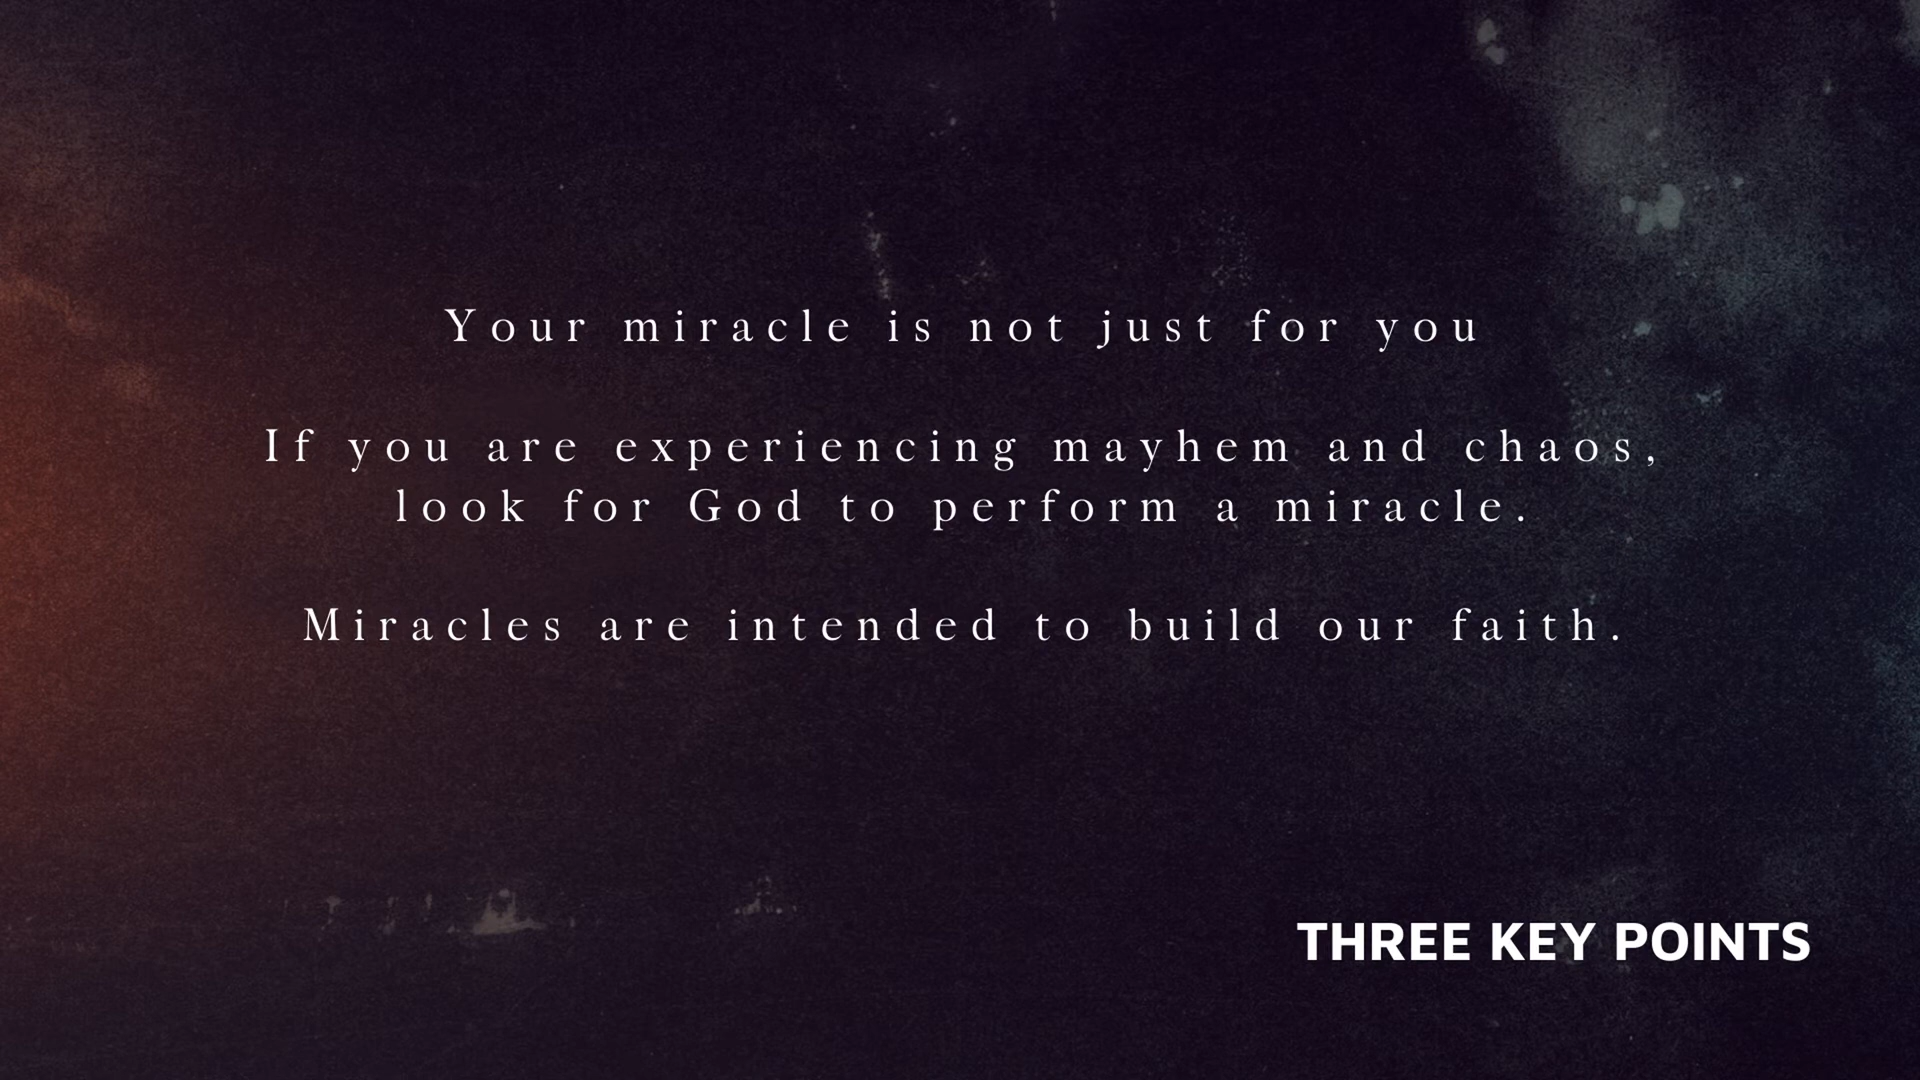 Your miracle is not just for you
If you are experiencing mayhem and chaos,
look for God to perform a miracle.
Miracles are intended to build our faith.
THREE KEY POINTS